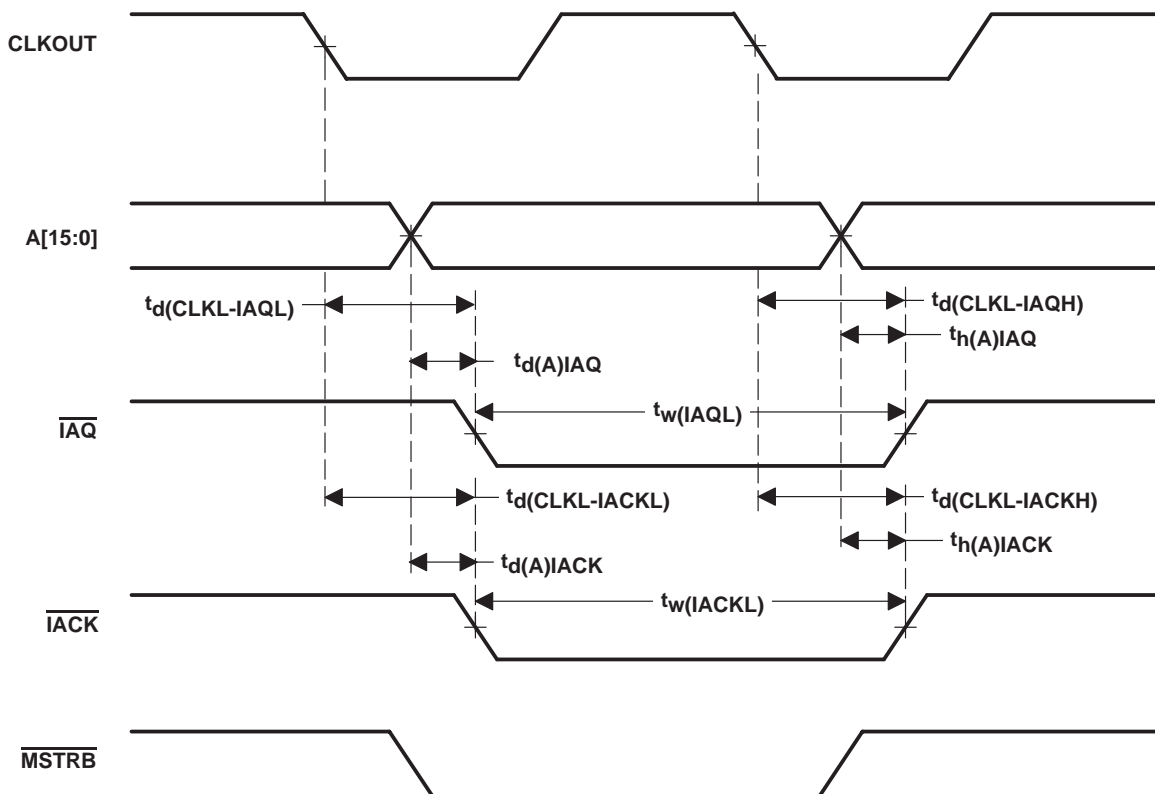 CLKOUT
A[15:0]
td(CLKL-IAQL)
td(CLKL-IAQH)
th(A)IAQ
td(A)IAQ
IAQ
tw(IAQL)
td(CLKL-IACKL)
td(CLKL-IACKH)
th(A)IACK
td(A)IACK
IACK
tw(IACKL)
MSTRB